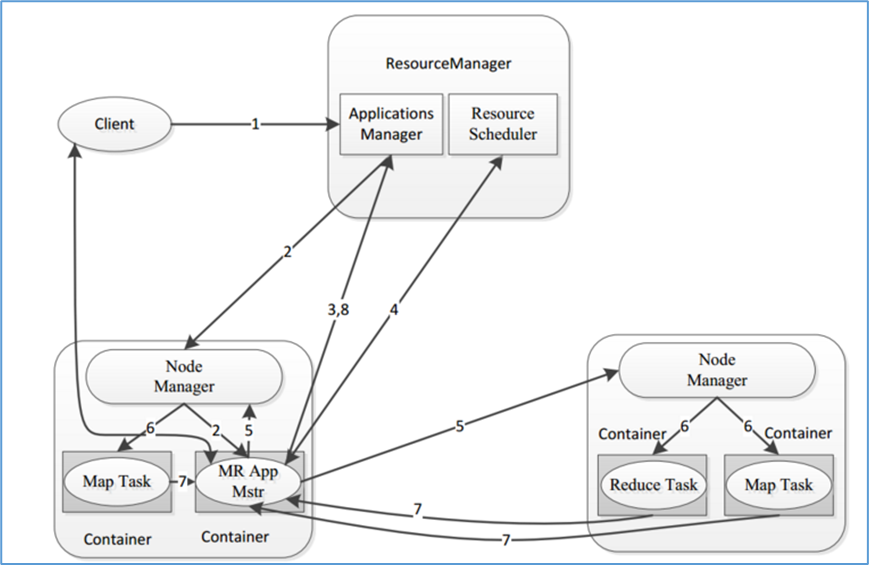 ResourceManager
Client
1
Applications
Manager
Resource
Scheduler
2
3,8
4
Node
Manager
6
2
5
Map Task
7
MR App
Mstr
Container
Container
5
Node
Manager
6
6
Container
Container
Reduce Task
Map Task
7
7